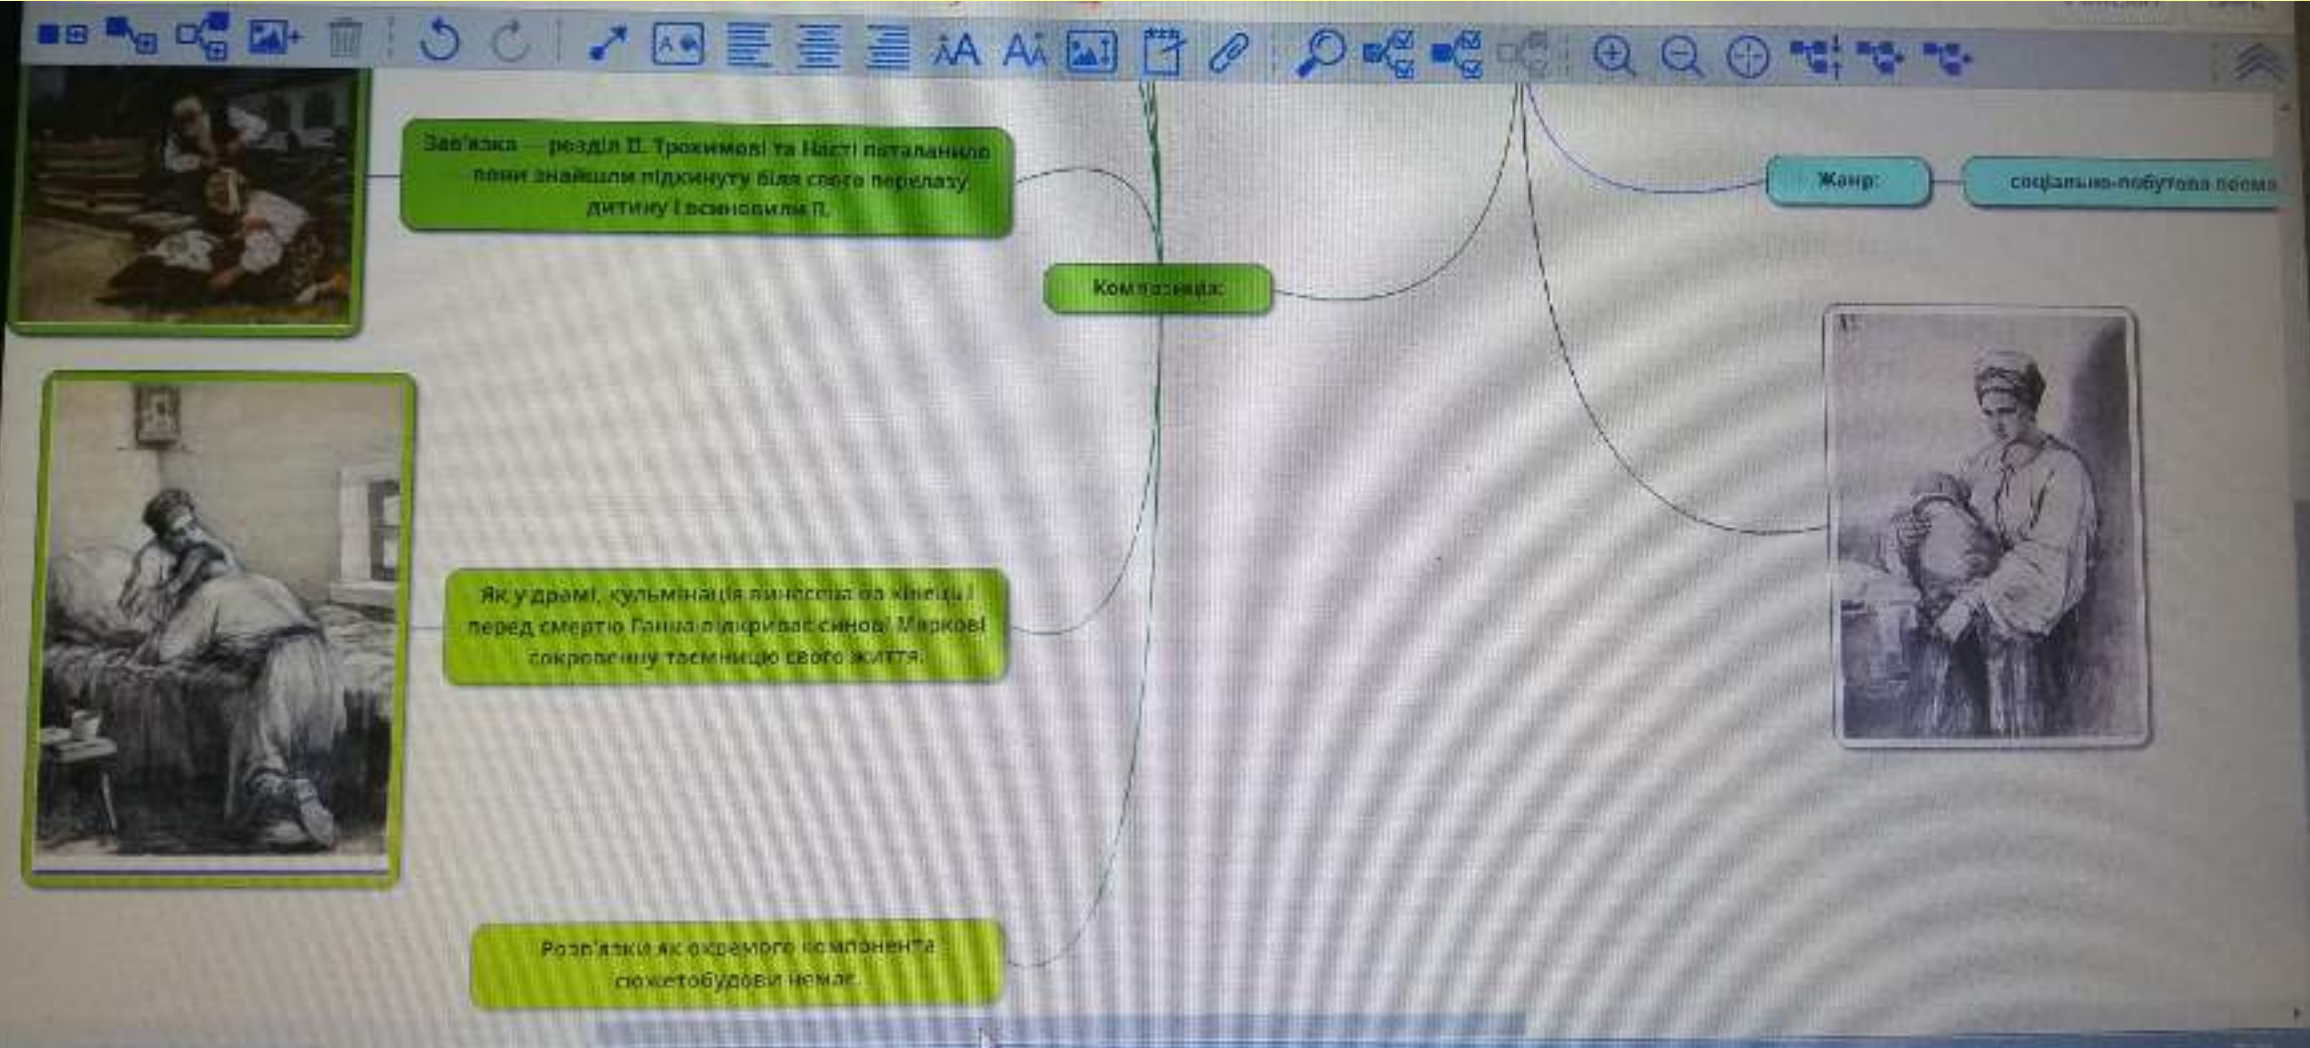 Зав'язка — розділ II. Трохимові та Насті поталанило
вони знайшли підкинуту біля свого перелазу
дитину і всиновили її.
Жанр:
соціально-побутова поема
Композиція:
Як у драмі, кульмінація винесена на кінець і
перед смертю Ганна відкриває синові Маркові
сокровенну таємницю свого життя.
Розв'язки як окремого компонента
сюжетобудови немає.